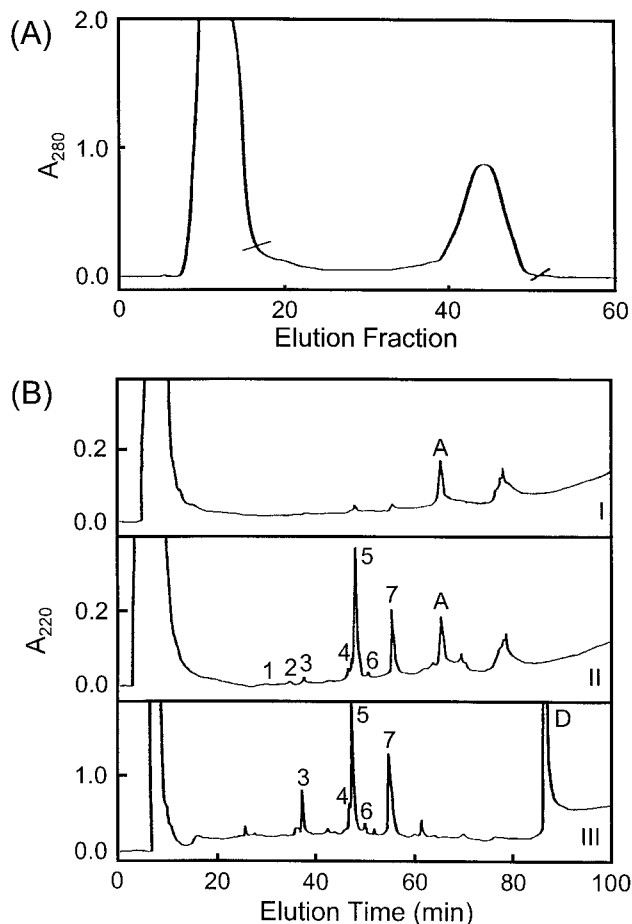 (A)
2.0
1.0
0.0
A280
0 20 40 60
Elution Fraction
(B)
0.2
0.0
A
I
0.2
0.0
1 2 3 4 5 6 7 A
II
A220
1.0
0.0
3 4 5 6 7 D
III
0 20 40 60 80 100
Elution Time (min)